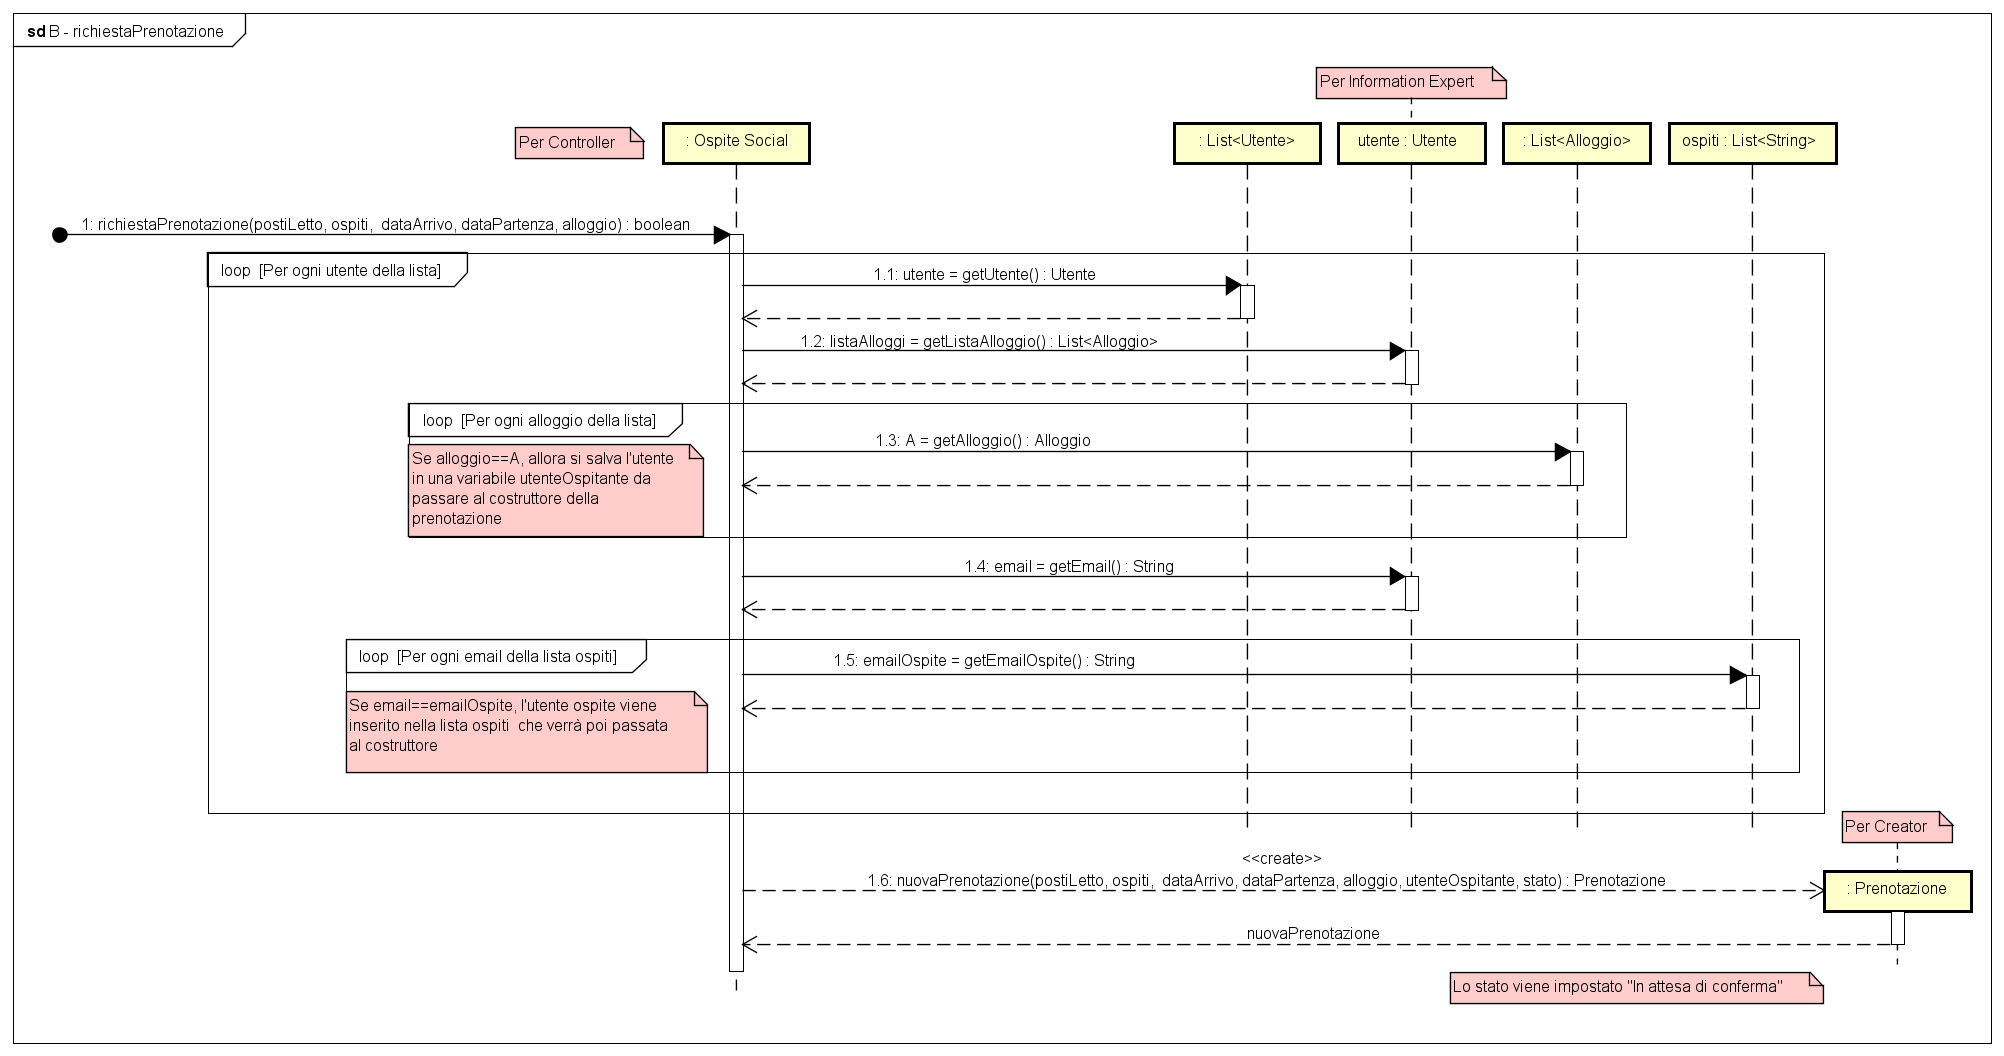 sd B - richiestaPrenotazione
Per Information Expert
Per Controller
: Ospite Social
: List<Utente>
utente : Utente
: List<Alloggio>
ospiti : List<String>
1: richiestaPrenotazione(postiLetto, ospiti,  dataArrivo, dataPartenza, alloggio) : boolean
loop  [Per ogni utente della lista]
1.1: utente = getUtente() : Utente
1.2: listaAlloggi = getListaAlloggio() : List<Alloggio>
loop  [Per ogni alloggio della lista]
1.3: A = getAlloggio() : Alloggio
Se alloggio==A, allora si salva l'utente
in una variabile utenteOspitante da
passare al costruttore della
prenotazione
1.4: email = getEmail() : String
loop  [Per ogni email della lista ospiti]
1.5: emailOspite = getEmailOspite() : String
Se email==emailOspite, l'utente ospite viene
inserito nella lista ospiti  che verrà poi passata
al costruttore
Per Creator
<<create>>
1.6: nuovaPrenotazione(postiLetto, ospiti,  dataArrivo, dataPartenza, alloggio, utenteOspitante, stato) : Prenotazione
: Prenotazione
nuovaPrenotazione
Lo stato viene impostato "In attesa di conferma"